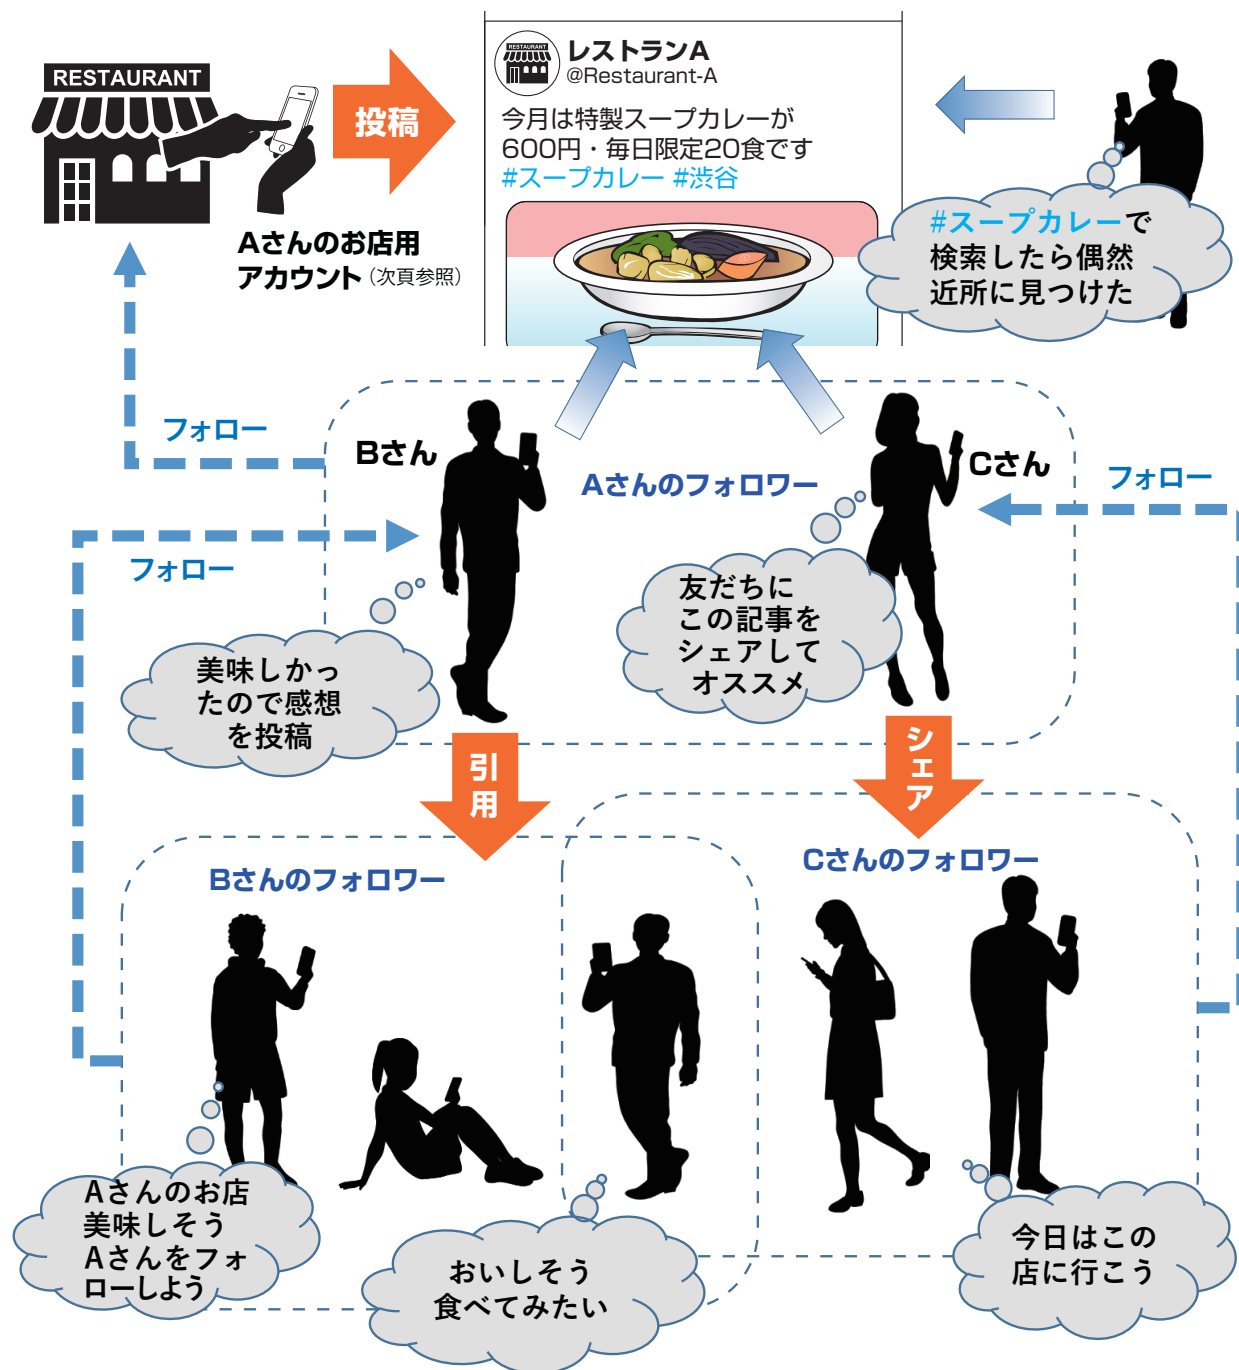 RESTAURANT
投稿
RESTAURANT
レストランA
@Restaurant-A
今月は特製スープカレーが
600円・毎日限定20食です
#スープカレー #渋谷
Aさんのお店用
アカウント（次頁参照）
#スープカレーで
検索したら偶然
近所に見つけた
フォロー
Bさん
Aさんのフォロワー
Cさん
フォロー
フォロー
友だちに
この記事を
シェアして
オススメ
美味しかっ
たので感想
を投稿
引用
シェア
Bさんのフォロワー
Cさんのフォロワー
Aさんのお店
美味しそう
Aさんをフォ
ローしよう
おいしそう
食べてみたい
今日はこの
店に行こう